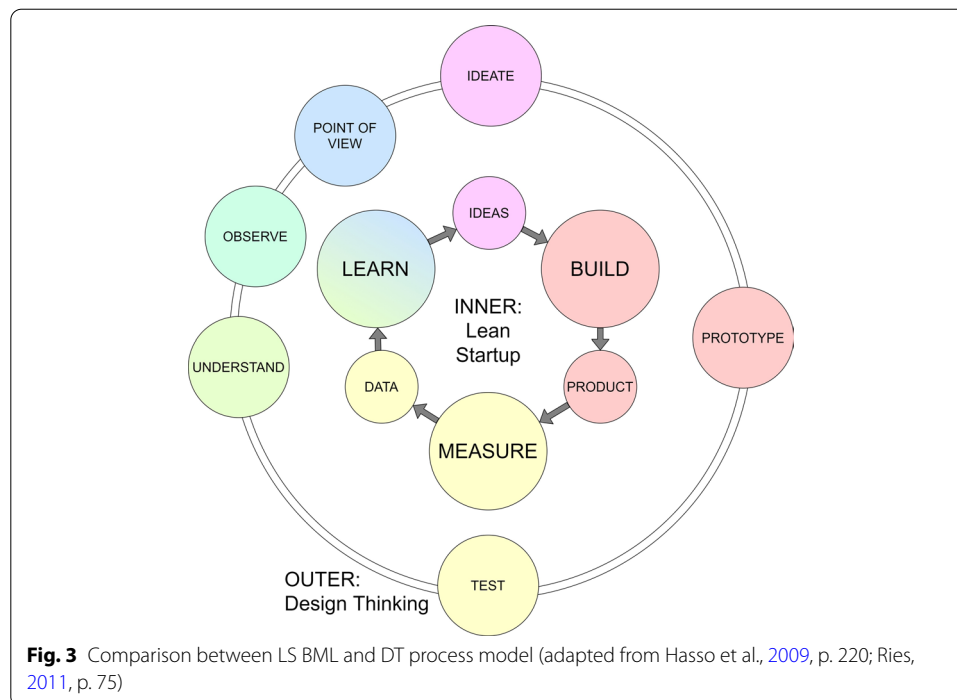 IDEATE
POINT OF
VIEW
OBSERVE
UNDERSTAND
PROTOTYPE
TEST
OUTER:
Design Thinking
IDEAS
LEARN
BUILD
INNER:
Lean
Startup
DATA
PRODUCT
MEASURE
Fig. 3 Comparison between LS BML and DT process model (adapted from Hasso et al., 2009, p. 220; Ries,
2011, p. 75)